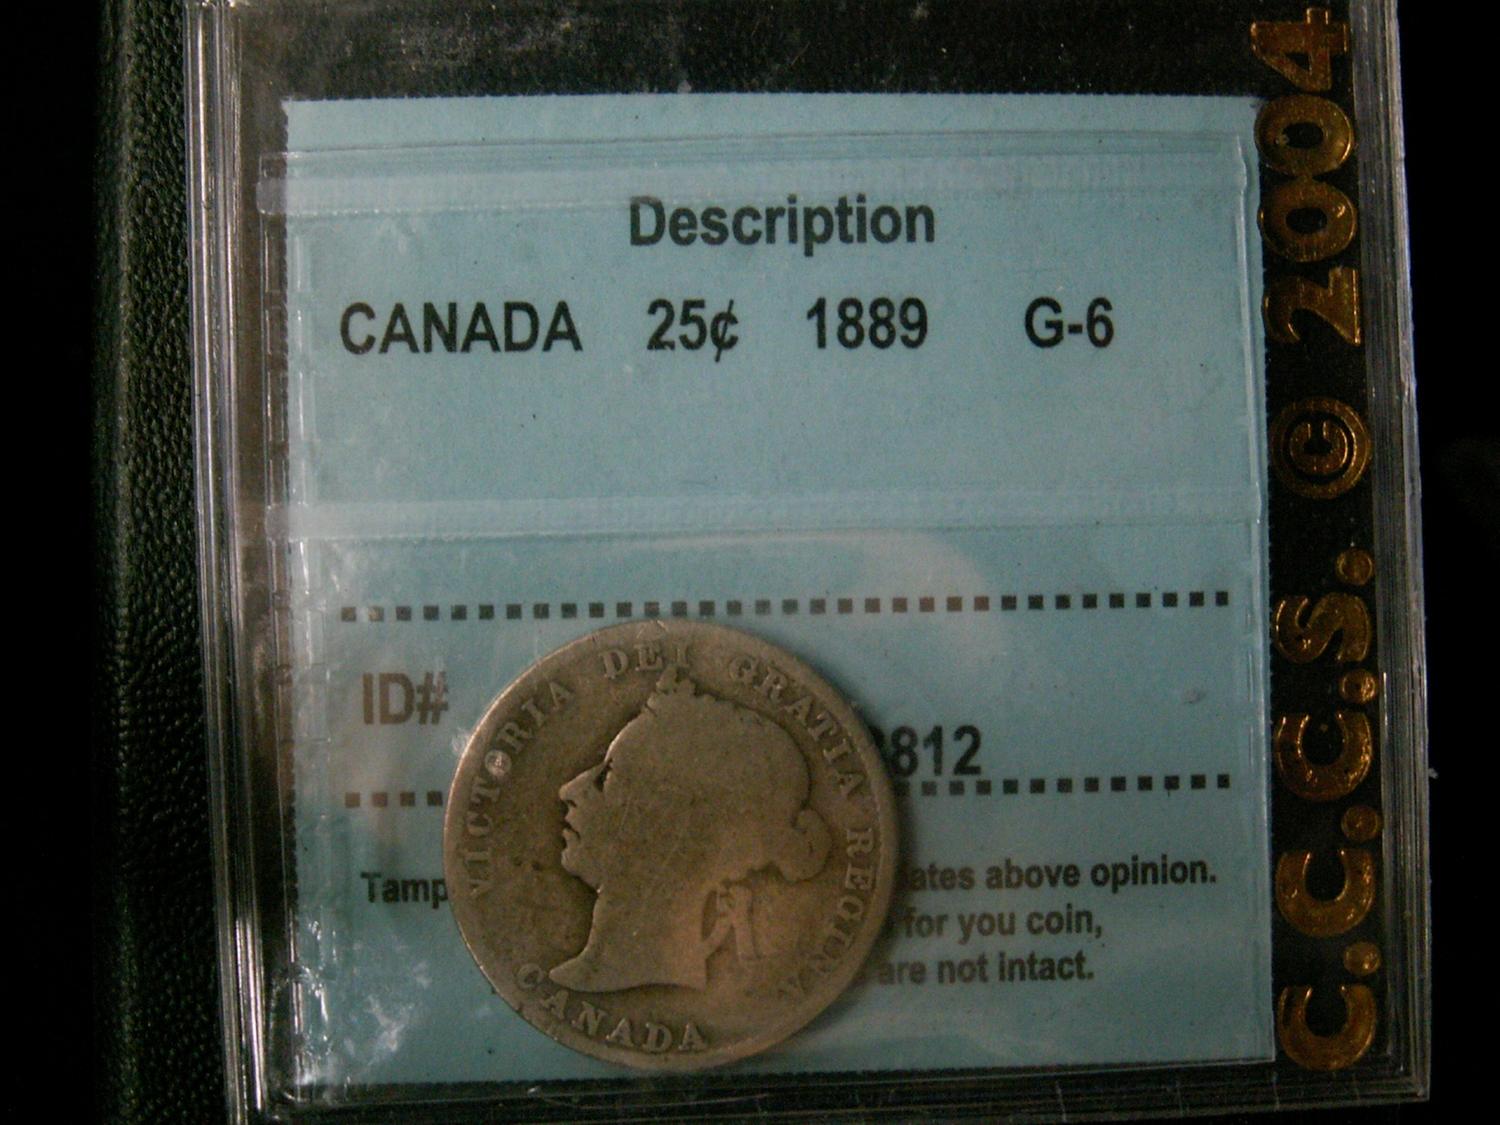 Description
CANADA 25¢ 1889 G-6
ID#
812
ates above opinion.
for you coin,
are not intact.
VICTORIA DEI GRATIA REGINA
CANADA
C.C.C.S. © 2004